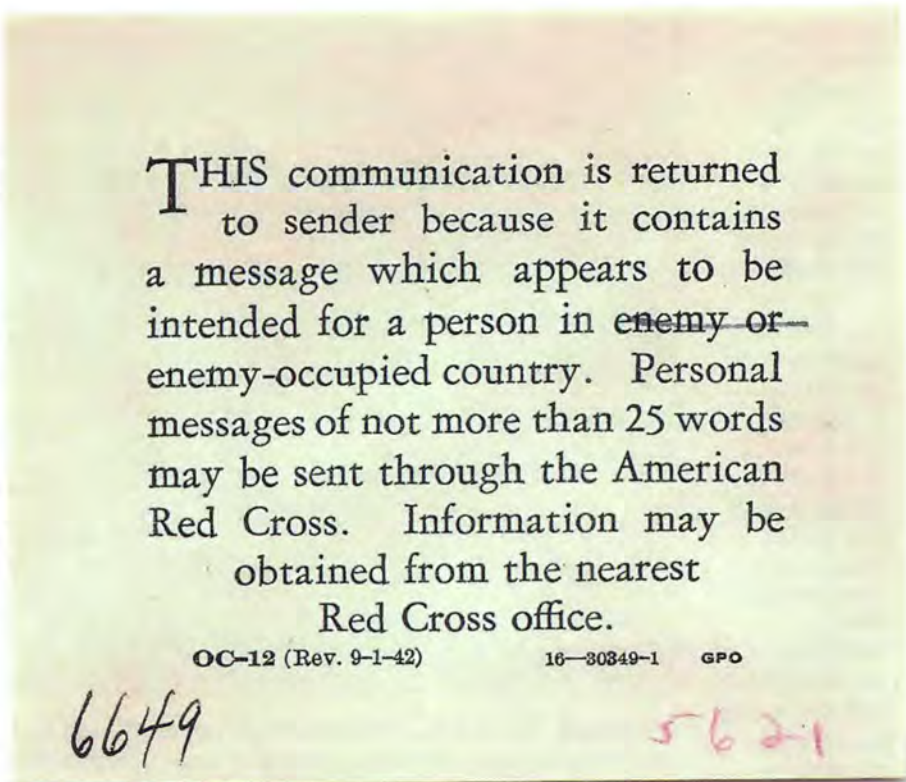 THIS communication is returned
to sender because it contains
a message which appears to be
intended for a person in enemy or
enemy-occupied country. Personal
messages of not more than 25 words
may be sent through the American
Red Cross. Information may be
obtained from the nearest
Red Cross office.
OC-12 (Rev. 9-1-42) 16—30349-1 GPO
6649 5621